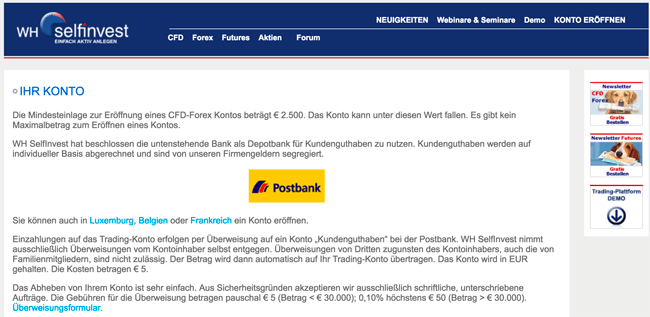 WH selfinvest
EINFACH AKTIV ANLEGEN
NEUIGKEITEN Webinare & Seminare Demo KONTO ERÖFFNEN
CFD Forex Futures Aktien Forum
IHR KONTO
Die Mindesteinlage zur Eröffnung eines CFD-Forex Kontos beträgt € 2.500. Das Konto kann unter diesen Wert fallen. Es gibt kein
Maximalbetrag zum Eröffnen eines Kontos.
WH SelfInvest hat beschlossen die untenstehende Bank als Depotbank für Kundenguthaben zu nutzen. Kundenguthaben werden auf
individueller Basis abgerechnet und sind von unseren Firmengeldern segregiert.
Postbank
Sie können auch in Luxemburg, Belgien oder Frankreich ein Konto eröffnen.
Einzahlungen auf das Trading-Konto erfolgen per Überweisung auf ein Konto „Kundenguthaben“ bei der Postbank. WH SelfInvest nimmt
ausschließlich Überweisungen vom Kontoinhaber selbst entgegen. Überweisungen von Dritten zugunsten des Kontoinhabers, auch die von
Familienmitgliedern, sind nicht zulässig. Der Betrag wird dann automatisch auf Ihr Trading-Konto übertragen. Das Konto wird in EUR
gehalten. Die Kosten betragen € 5.
Das Abheben von Ihrem Konto ist sehr einfach. Aus Sicherheitsgründen akzeptieren wir ausschließlich schriftliche, unterschriebene
Aufträge. Die Gebühren für die Überweisung betragen pauschal € 5 (Betrag < € 30.000); 0,10% höchstens € 50 (Betrag > € 30.000).
Überweisungsformular.
Newsletter
CFD
Forex
Gratis
Bestellen
Newsletter Futures
Gratis
Bestellen
Trading-Plattform
DEMO